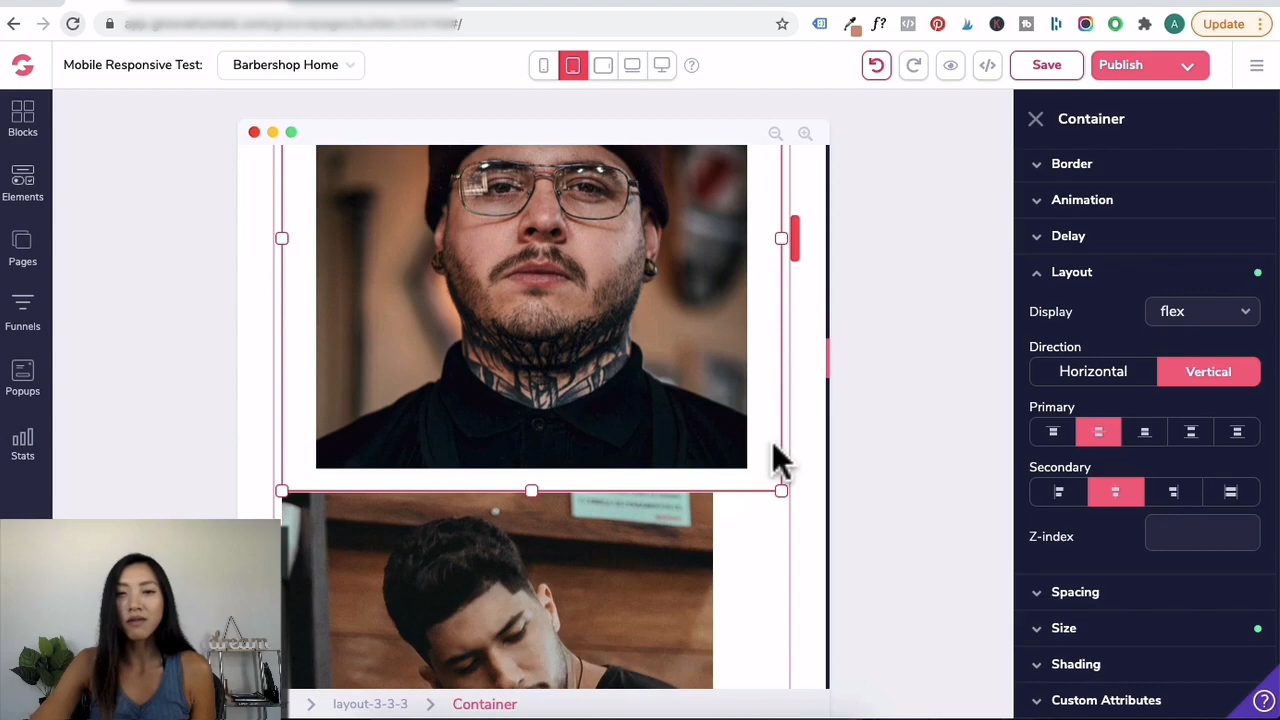 Update
Mobile Responsive Test:
Barbershop Home
Save
Publish
Blocks
Elements
Pages
Funnels
Popups
Stats
Container
Border
Animation
Delay
Layout
Display
flex
Direction
Horizontal
Vertical
Primary
Secondary
Z-index
Spacing
Size
Shading
Custom Attributes
layout-3-3-3
Container
dream